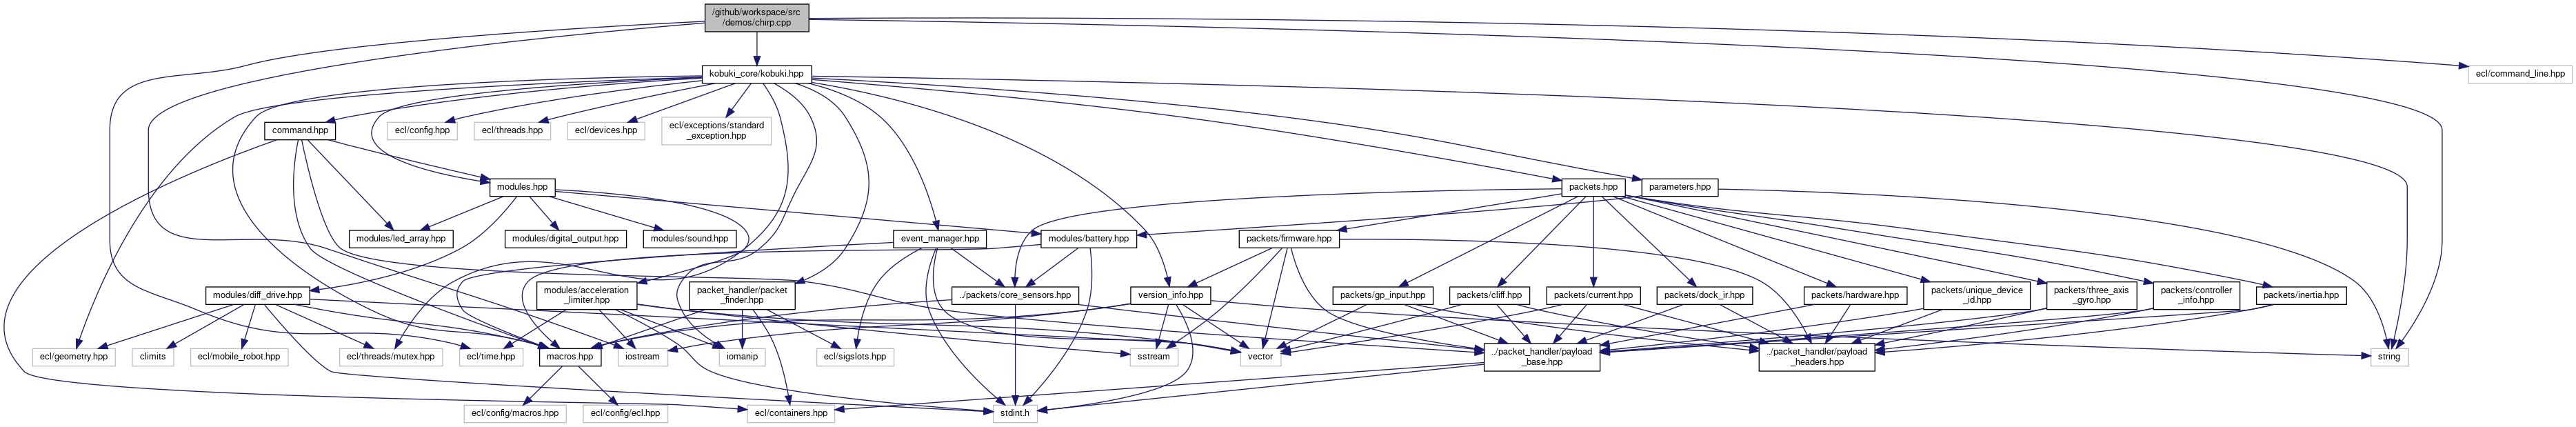 /github/workspace/src
/demos/chirp.cpp
kobuki_core/kobuki.hpp
ecl/command_line.hpp
command.hpp
ecl/config.hpp
ecl/threads.hpp
ecl/devices.hpp
ecl/exceptions/standard
_exception.hpp
modules.hpp
packets.hpp
parameters.hpp
modules/led_array.hpp
modules/digital_output.hpp
modules/sound.hpp
event_manager.hpp
modules/battery.hpp
packets/firmware.hpp
modules/diff_drive.hpp
modules/acceleration
_limiter.hpp
packet_handler/packet
_finder.hpp
../packets/core_sensors.hpp
version_info.hpp
packets/gp_input.hpp
packets/cliff.hpp
packets/current.hpp
packets/dock_ir.hpp
packets/hardware.hpp
packets/unique_device
_id.hpp
packets/three_axis
_gyro.hpp
packets/controller
_info.hpp
packets/inertia.hpp
ecl/geometry.hpp
climits
ecl/mobile_robot.hpp
ecl/threads/mutex.hpp
ecl/time.hpp
macros.hpp
iostream
iomanip
ecl/sigslots.hpp
sstream
vector
../packet_handler/payload
_base.hpp
../packet_handler/payload
_headers.hpp
string
ecl/config/macros.hpp
ecl/config/ecl.hpp
ecl/containers.hpp
stdint.h